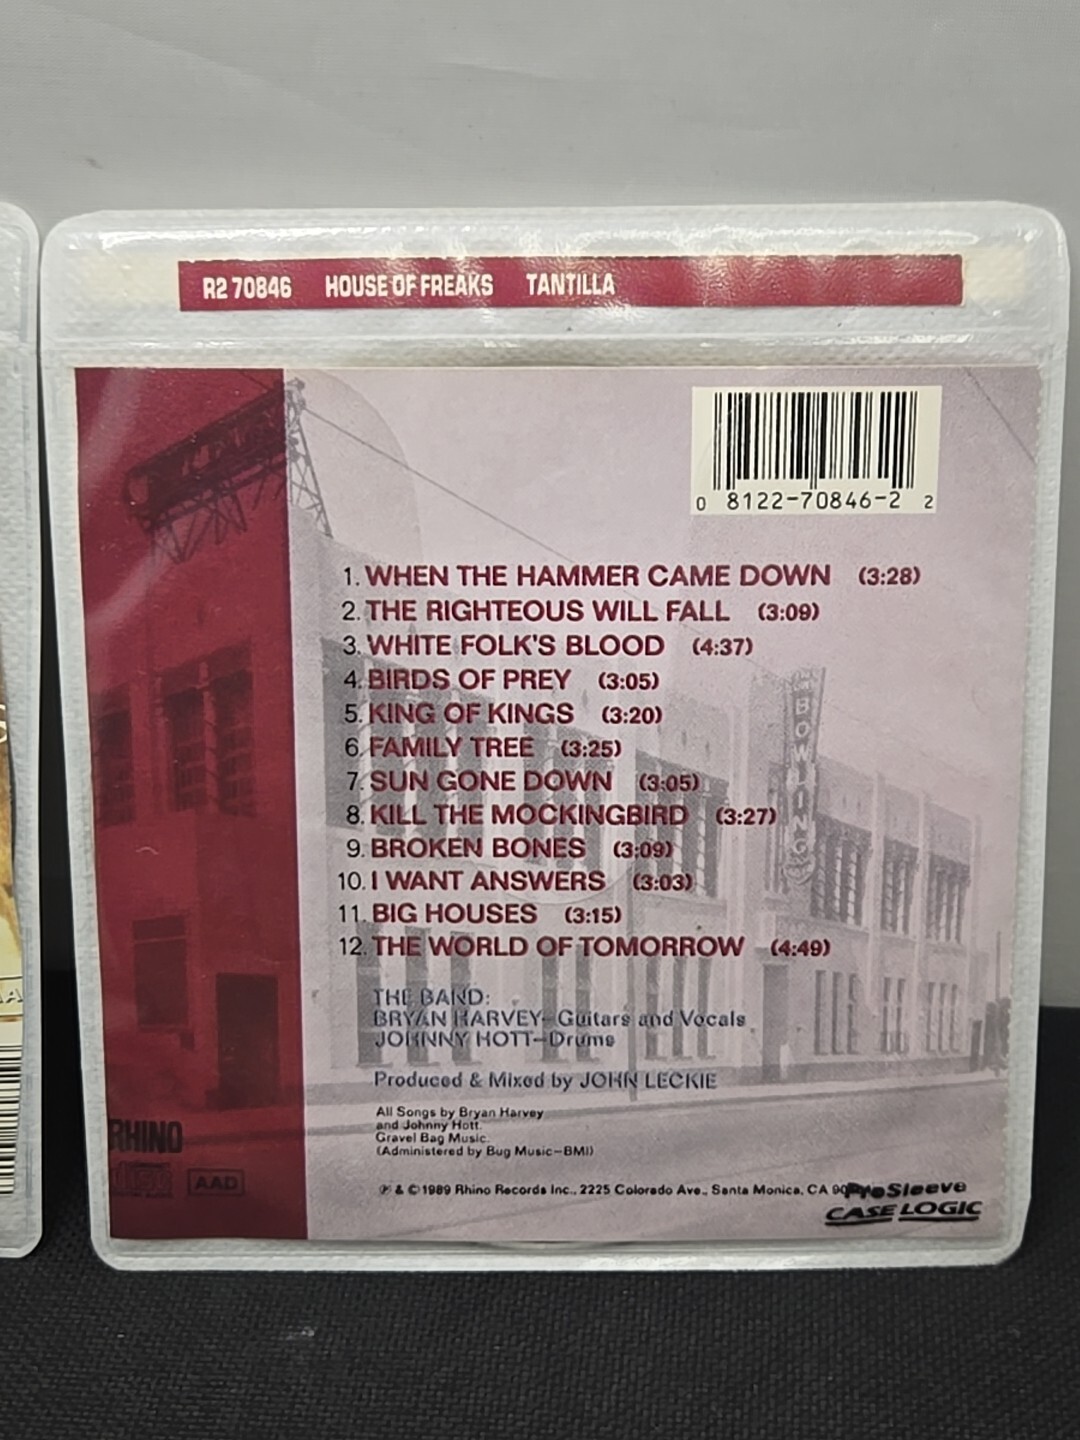 R2 70846 HOUSE OF FREAKS TANTILLA
0 8122-70846-2 2
1. WHEN THE HAMMER CAME DOWN (3:28)
2. THE RIGHTEOUS WILL FALL (3:09)
3. WHITE FOLK'S BLOOD (4:37)
4. BIRDS OF PREY (3:05)
5. KING OF KINGS (3:20)
6. FAMILY TREE (3:25)
7. SUN GONE DOWN (3:05)
8. KILL THE MOCKINGBIRD (3:27)
9. BROKEN BONES (3:09)
10. I WANT ANSWERS (3:03)
11. BIG HOUSES (3:15)
12. THE WORLD OF TOMORROW (4:49)
BOWLING
THE BAND:
BRYAN HARVEY–Guitars and Vocals
JOHNNY HOTT–Drums
Produced & Mixed by JOHN LECKIE
All Songs by Bryan Harvey
and Johnny Hott.
Gravel Bag Music.
(Administered by Bug Music–BMI)
RHINO
disc
AAD
℗ & © 1989 Rhino Records Inc., 2225 Colorado Ave., Santa Monica, CA
ProSleeve
CASE LOGIC